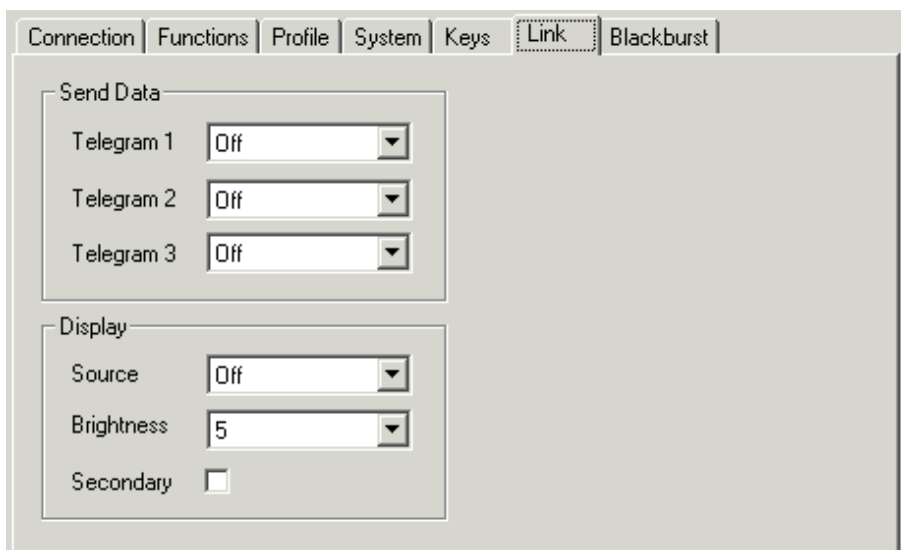 Connection Functions Profile System Keys Link Blackburst
Send Data
Telegram 1 Off
Telegram 2 Off
Telegram 3 Off
Display
Source Off
Brightness 5
Secondary